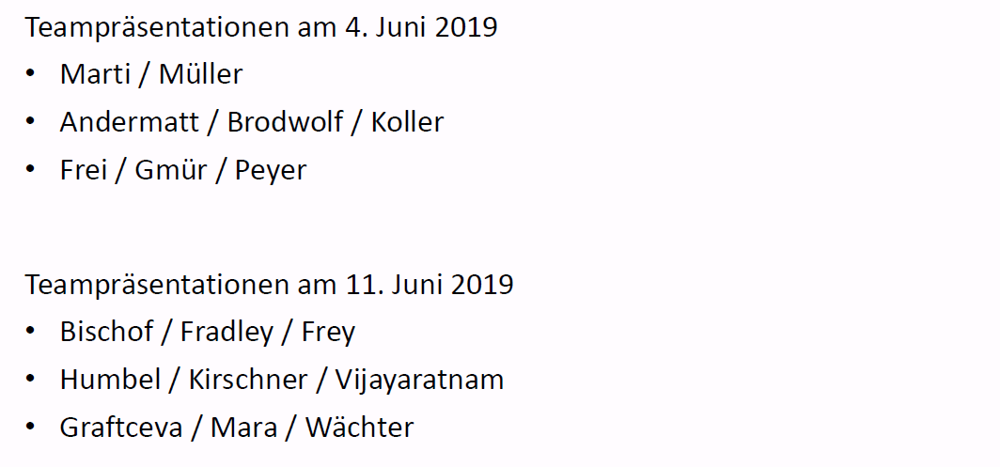 Teampräsentationen am 4. Juni 2019
• Marti / Müller
• Andermatt / Brodwolf / Koller
• Frei / Gmür / Peyer
Teampräsentationen am 11. Juni 2019
• Bischof / Fradley / Frey
• Humbel / Kirschner / Vijayaratnam
• Graftceva / Mara / Wächter